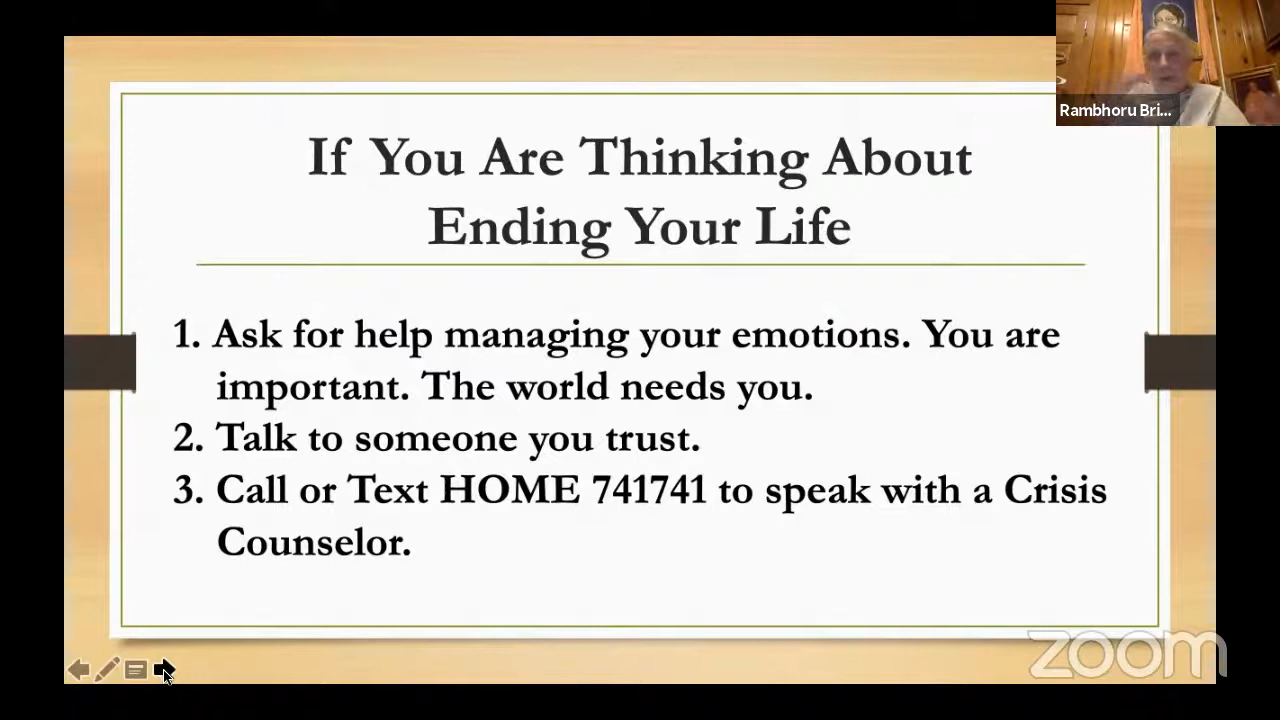 Rambhoru Bri...
If You Are Thinking About
Ending Your Life
1. Ask for help managing your emotions. You are
important. The world needs you.
2. Talk to someone you trust.
3. Call or Text HOME 741741 to speak with a Crisis
Counselor.
zoom